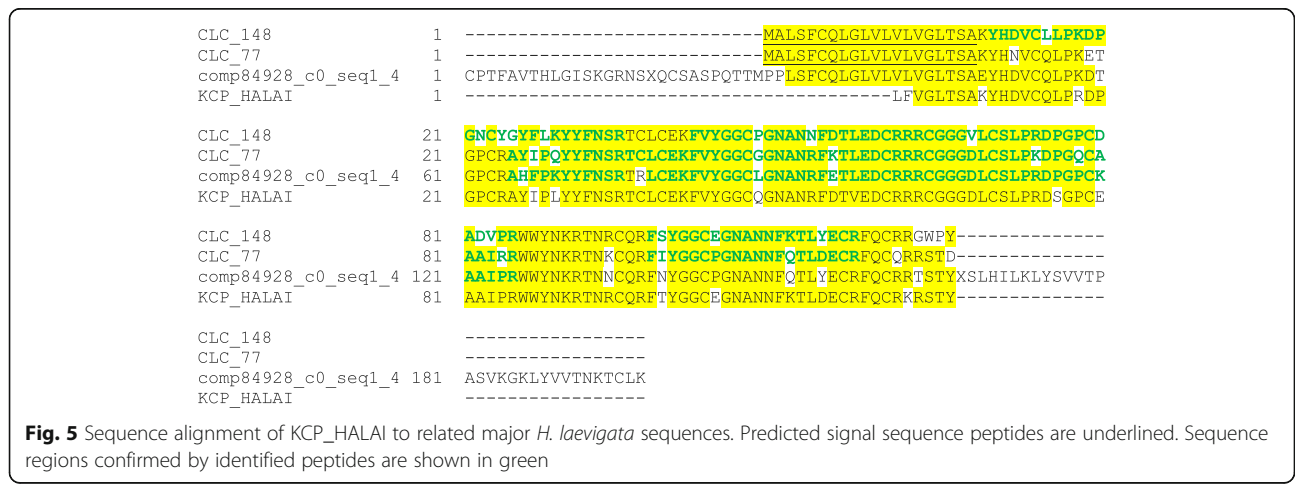 CLC_148 1 ----------------------------MALSFCQLGLVLVLVGLTSAKYHDVCLLPKDP
CLC_77 1 ----------------------------MALSFCQLGLVLVLVGLTSAKYHNVCQLPKET
comp84928_c0_seq1_4 1 CPTFAVTHLGISKGRNSXQCSASPQTTMPPLSFCQLGLVLVLVGLTSAEYHDVCQLPKDT
KCP_HALAI 1 ----------------------------------------LFVGLTSAKYHDVCQLPRDP
CLC_148 21 GNCYGYFLKYYFNSRTCLCEKFVYGGCPGNANNFDTLEDCRRRCGGGVLCSLPRDPGPCD
CLC_77 21 GPCRAYIPQYYFNSRTCLCEKFVYGGCGGNANRFKTLEDCRRRCGGGDLCSLPKDPGQCA
comp84928_c0_seq1_4 61 GPCRAHFPKYYFNSRTRLCEKFVYGGCLGNANRFETLEDCRRRCGGGDLCSLPRDPGPCK
KCP_HALAI 21 GPCRAYIPLYYFNSRTCLCEKFVYGGCQGNANRFDTVEDCRRRCGGGDLCSLPRDSGPCE
CLC_148 81 ADVPRWWYNKRTNRCQRFSYGGCEGNANNFKTLYECRFQCRRGWPY--------------
CLC_77 81 AAIRRWWYNKRTNKCQRFIYGGCEGNANNFQTLDECRFQCQRRSTD--------------
comp84928_c0_seq1_4 121 AAIPRWWYNKRTNNCQRFNYGGCPGNANNFQTLYECRFQCRRTSTYXSLHILKLYSVVTP
KCP_HALAI 81 AAIPRWWYNKRTNRCQRFTYGGCEGNANNFKTLDECRFQCRKRSTY--------------
CLC_148 -----------------
CLC_77 -----------------
comp84928_c0_seq1_4 181 ASVKGKLYVVTNKTCLK
KCP_HALAI -----------------
Fig. 5 Sequence alignment of KCP_HALAI to related major H. laevigata sequences. Predicted signal sequence peptides are underlined. Sequence
regions confirmed by identified peptides are shown in green